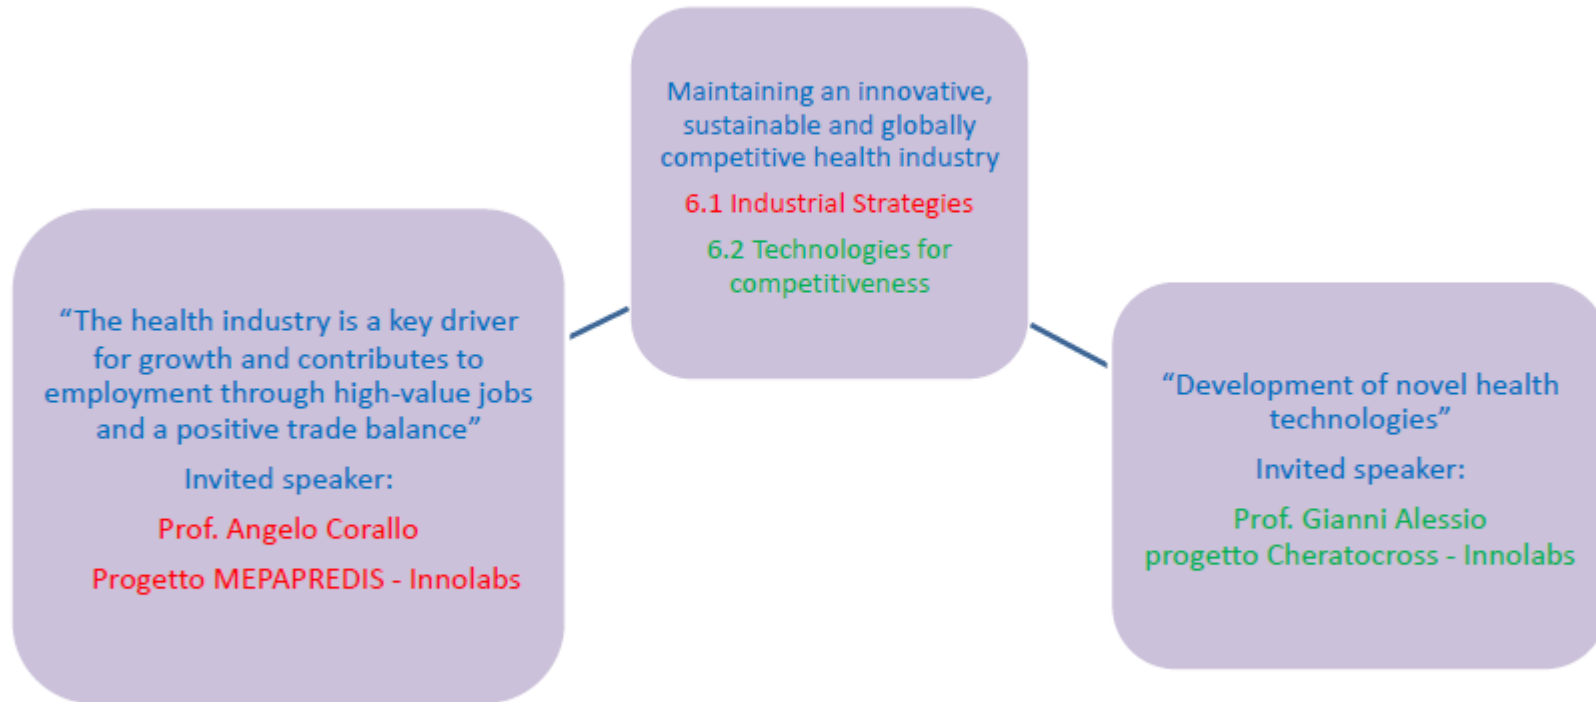 Maintaining an innovative,
sustainable and globally
competitive health industry
6.1 Industrial Strategies
6.2 Technologies for
competitiveness
“The health industry is a key driver
for growth and contributes to
employment through high-value jobs
and a positive trade balance”
Invited speaker:
Prof. Angelo Corallo
Progetto MEPAPREDIS - Innolabs
“Development of novel health
technologies”
Invited speaker:
Prof. Gianni Alessio
progetto Cheratocross - Innolabs